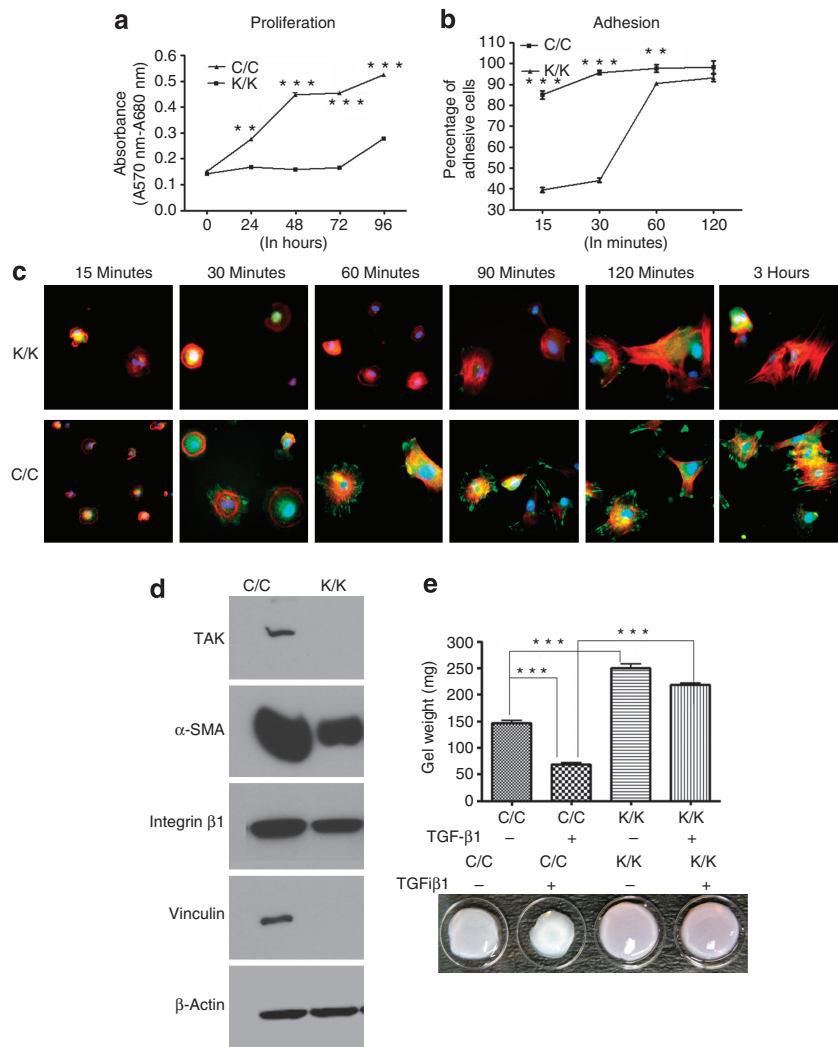 a
Proliferation
Absorbance
(A570 nm-A680 nm)
0.6
0.5
0.4
0.3
0.2
0.1
0.0
C/C
K/K
* *
* * *
* * *
* * *
0 24 48 72 96
(In hours)
b
Adhesion
Percentage of
adhesive cells
110
100
90
80
70
60
50
40
30
C/C
K/K
* * *
* * *
* *
15 30 60 120
(In minutes)
c
15 Minutes 30 Minutes 60 Minutes 90 Minutes 120 Minutes 3 Hours
K/K
C/C
d
C/C K/K
TAK
α-SMA
Integrin β1
Vinculin
β-Actin
e
Gel weight (mg)
300
250
200
150
100
50
0
* * *
* * *
* * *
C/C C/C K/K K/K
TGF-β1 – + – +
C/C C/C K/K K/K
TGFiβ1 – + – +